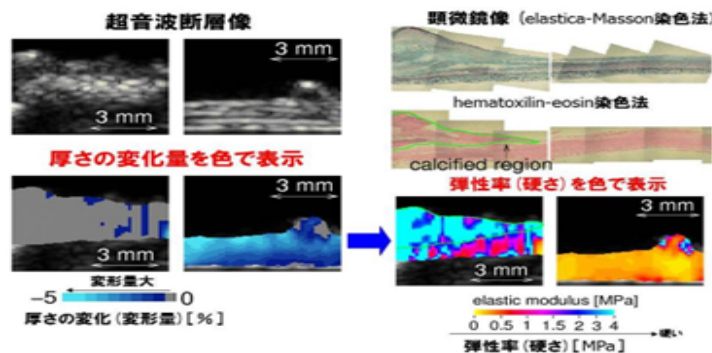 超音波断層像
3 mm
3 mm
厚さの変化量を色で表示
3 mm
3 mm
変形量大
−5 0
厚さの変化(変形量)[%]
顕微鏡像 (elastica-Masson染色法)
hematoxilin-eosin染色法
calcified region
弾性率(硬さ)を色で表示
3 mm
3 mm
elastic modulus [MPa]
0 0.5 1 1.5 2 3 4
硬い
弾性率(硬さ)[MPa]